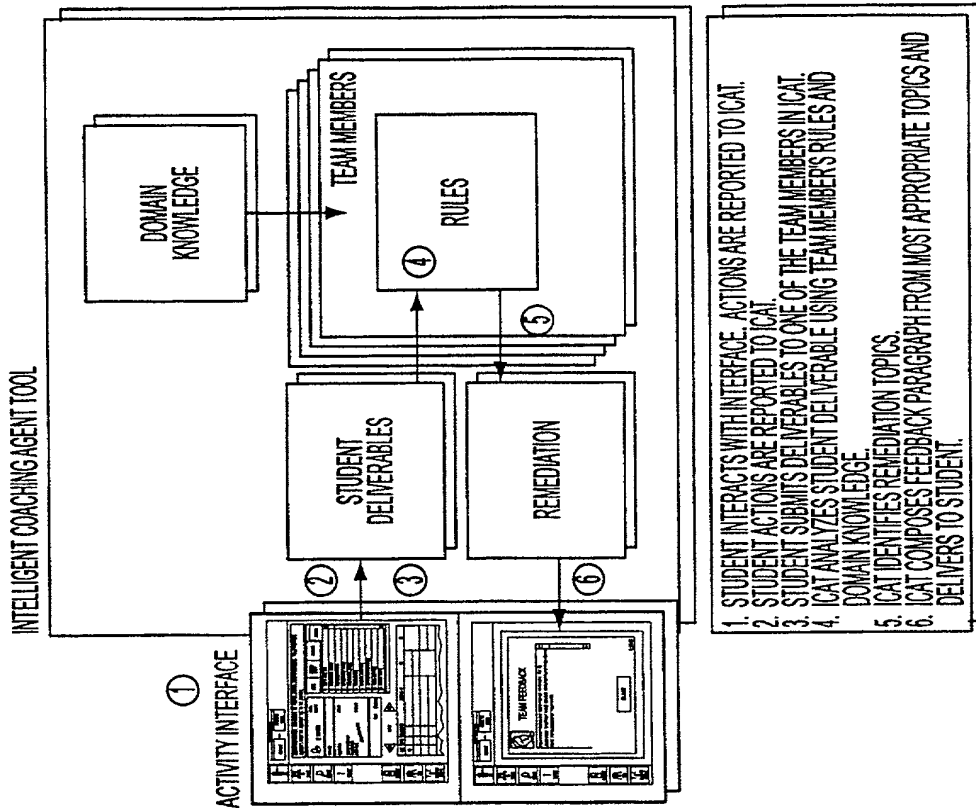 INTELLIGENT COACHING AGENT TOOL
ACTIVITY INTERFACE
1
2
3
STUDENT
DELIVERABLES
DOMAIN
KNOWLEDGE
TEAM MEMBERS
4
RULES
5
REMEDIATION
6
TEAM FEEDBACK
1. STUDENT INTERACTS WITH INTERFACE. ACTIONS ARE REPORTED TO ICAT.
2. STUDENT ACTIONS ARE REPORTED TO ICAT.
3. STUDENT SUBMITS DELIVERABLES TO ONE OF THE TEAM MEMBERS IN ICAT.
4. ICAT ANALYZES STUDENT DELIVERABLE USING TEAM MEMBER'S RULES AND
DOMAIN KNOWLEDGE.
5. ICAT IDENTIFIES REMEDIATION TOPICS.
6. ICAT COMPOSES FEEDBACK PARAGRAPH FROM MOST APPROPRIATE TOPICS AND
DELIVERS TO STUDENT.